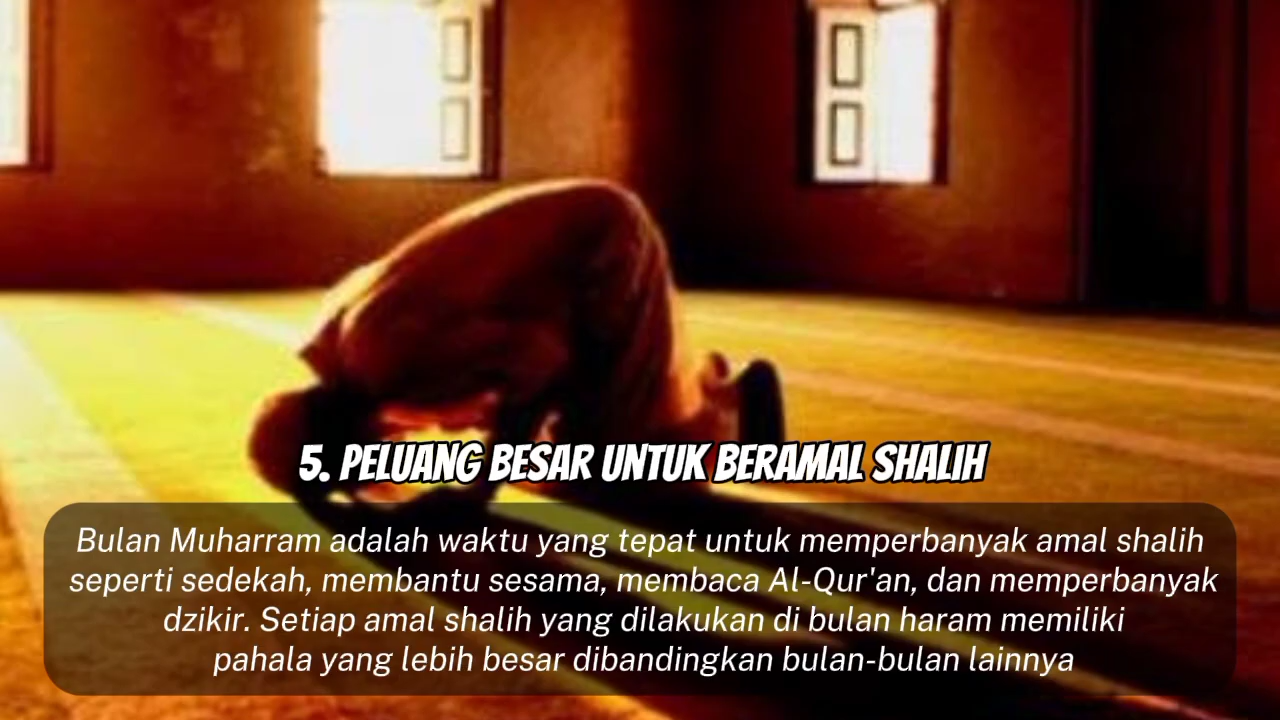 5. PELUANG BESAR UNTUK BERAMAL SHALIH
Bulan Muharram adalah waktu yang tepat untuk memperbanyak amal shalih
seperti sedekah, membantu sesama, membaca Al-Qur'an, dan memperbanyak
dzikir. Setiap amal shalih yang dilakukan di bulan haram memiliki
pahala yang lebih besar dibandingkan bulan-bulan lainnya